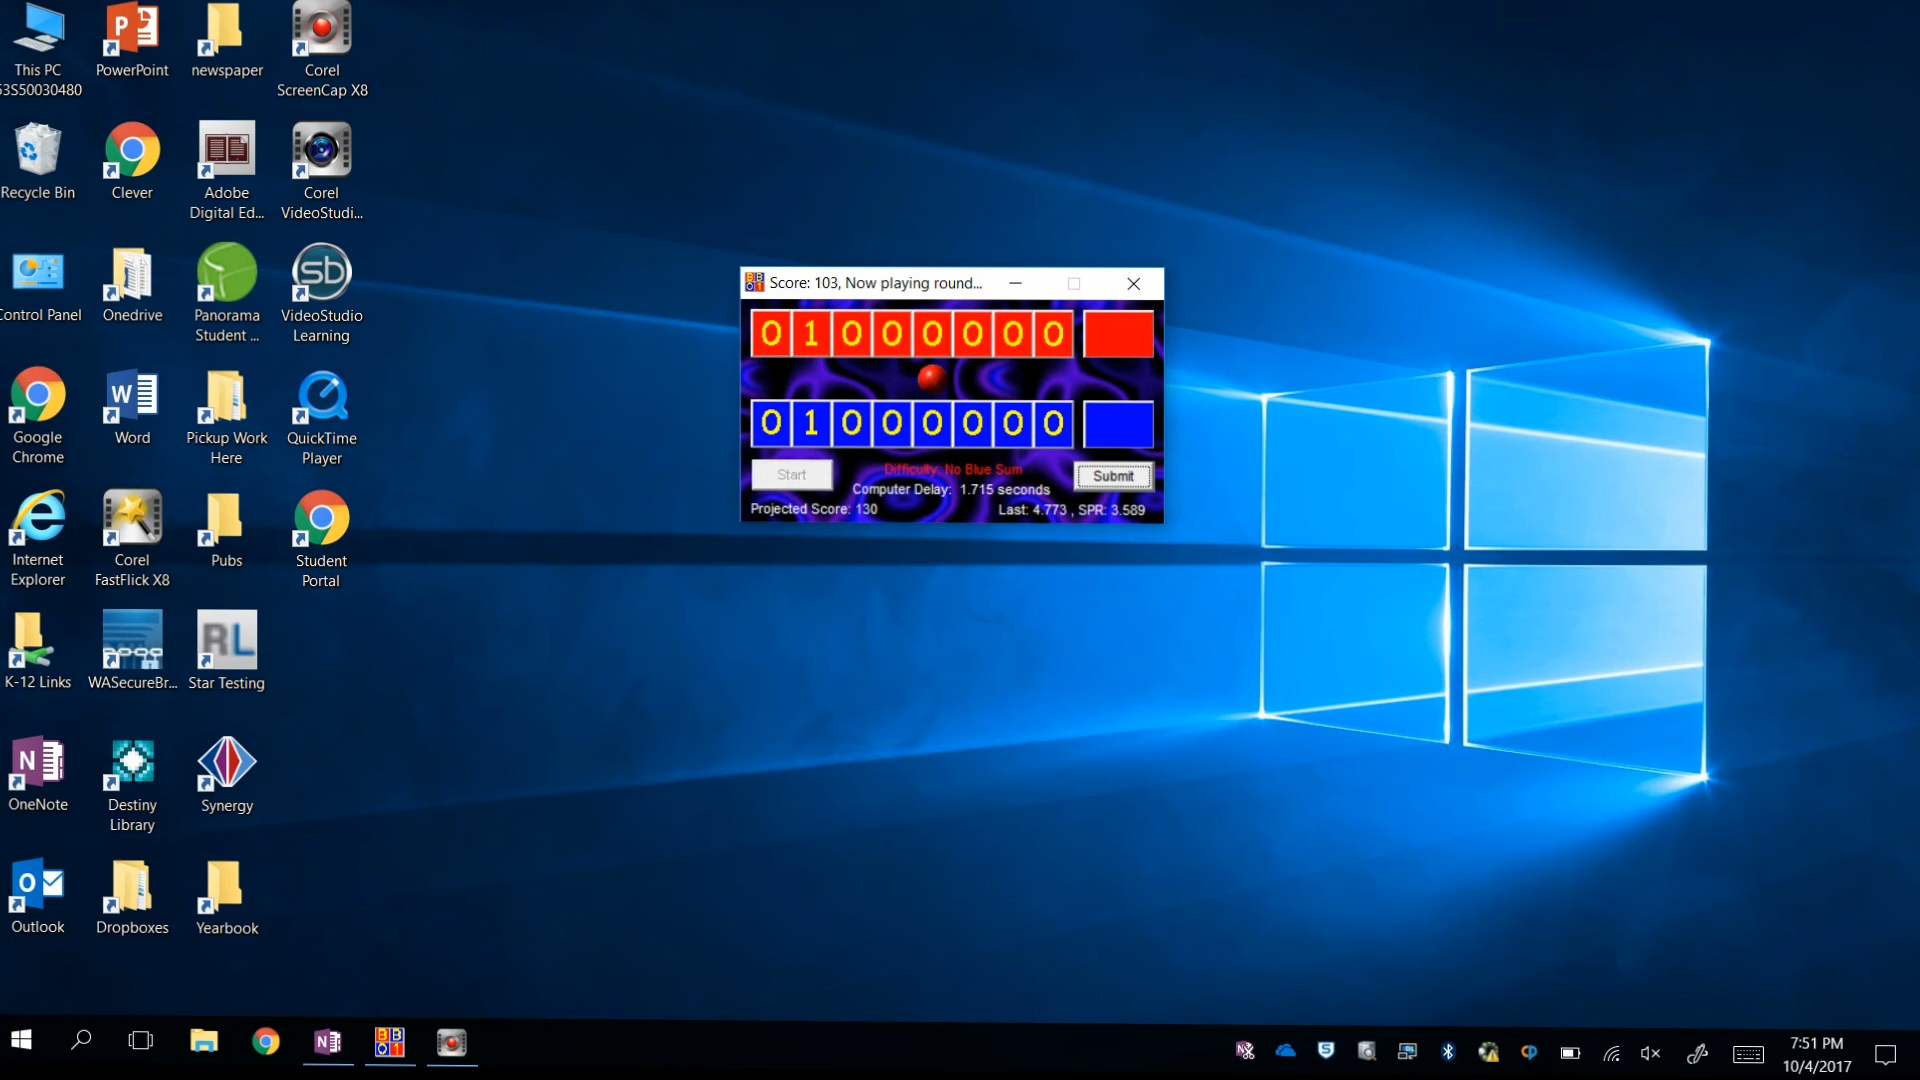 This PC
53S50030480
PowerPoint
newspaper
Corel
ScreenCap X8
Recycle Bin
Clever
Adobe
Digital Ed...
Corel
VideoStudi...
Control Panel
Onedrive
Panorama
Student ...
VideoStudio
Learning
Google
Chrome
Word
Pickup Work
Here
QuickTime
Player
Internet
Explorer
Corel
FastFlick X8
Pubs
Student
Portal
K-12 Links
WASecureBr...
Star Testing
OneNote
Destiny
Library
Synergy
Outlook
Dropboxes
Yearbook
Score: 103, Now playing round...
0 1 0 0 0 0 0 0
0 1 0 0 0 0 0 0
Start
Difficulty: No Blue Sum
Submit
Computer Delay: 1.715 seconds
Projected Score: 130
Last: 4.773 , SPR: 3.589
7:51 PM
10/4/2017